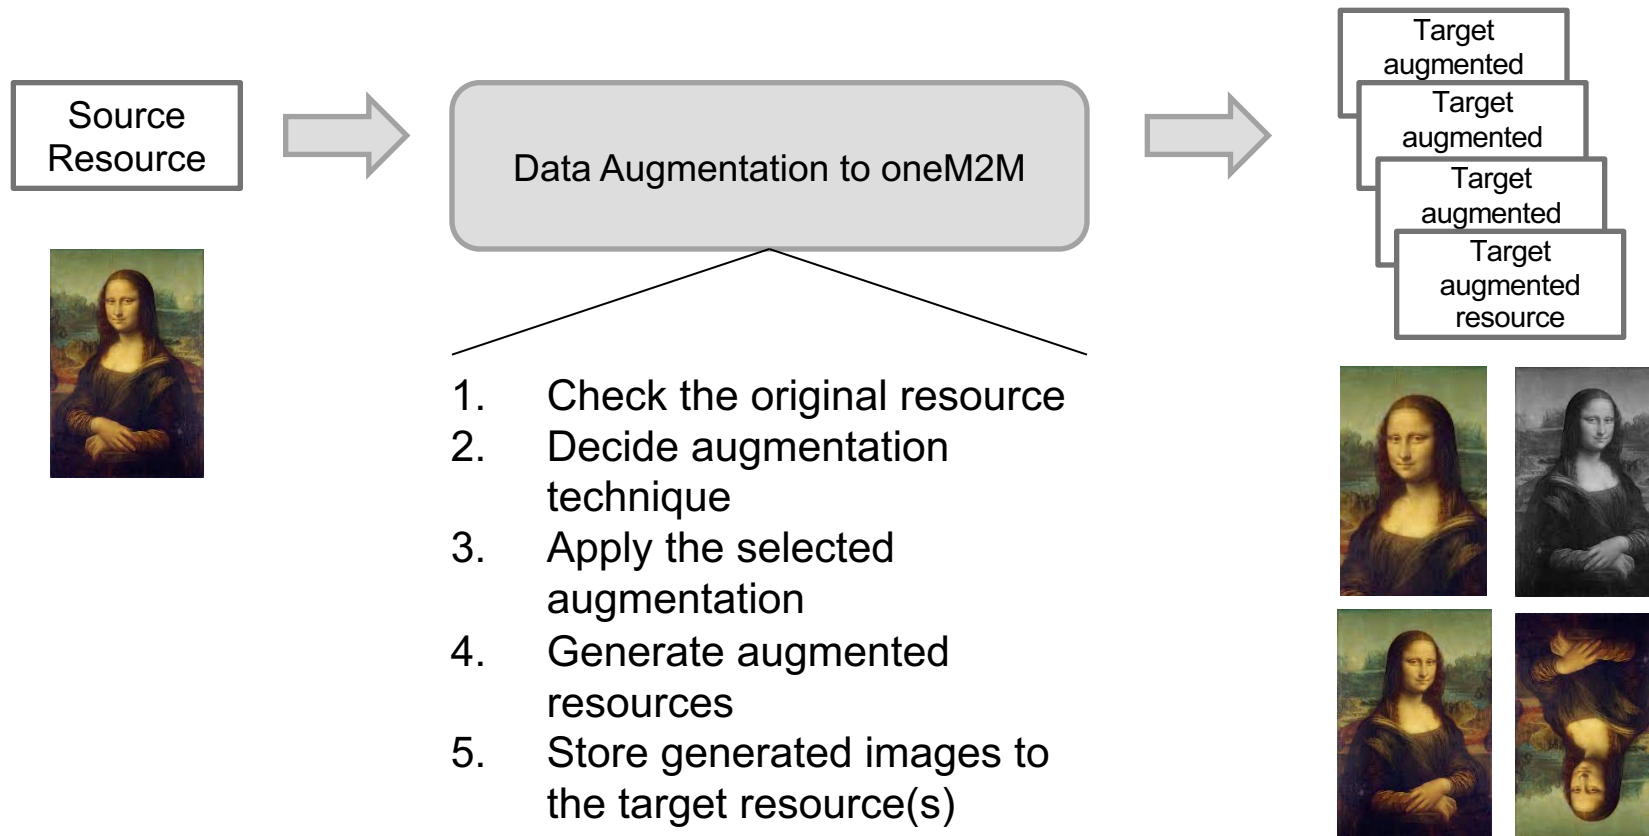 Source
Resource
Data Augmentation to oneM2M
Target
augmented
Target
augmented
Target
augmented
Target
augmented
resource
1. Check the original resource
2. Decide augmentation
technique
3. Apply the selected
augmentation
4. Generate augmented
resources
5. Store generated images to
the target resource(s)